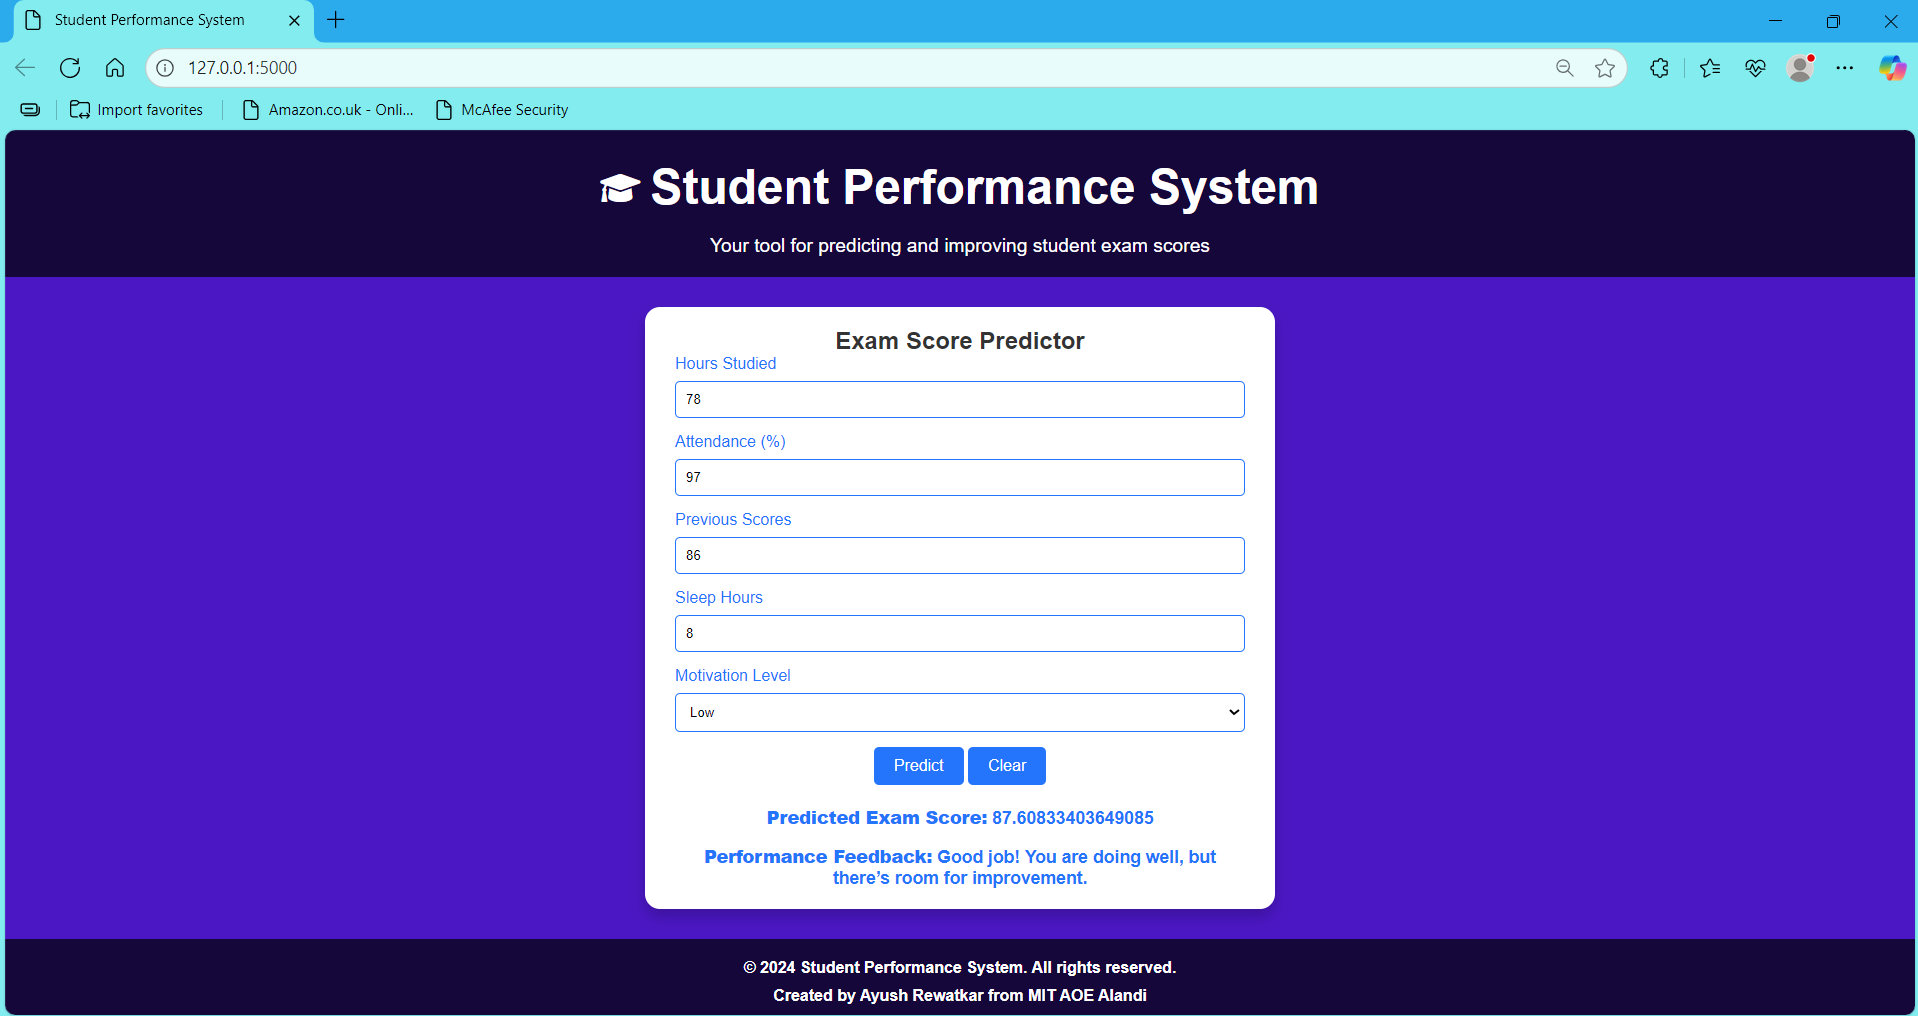 Student Performance System
127.0.0.1:5000
Import favorites
Amazon.co.uk - Onli...
McAfee Security
Student Performance System
Your tool for predicting and improving student exam scores
Exam Score Predictor
Hours Studied
78
Attendance (%)
97
Previous Scores
86
Sleep Hours
8
Motivation Level
Low
Predict Clear
Predicted Exam Score: 87.60833403649085
Performance Feedback: Good job! You are doing well, but
there’s room for improvement.
© 2024 Student Performance System. All rights reserved.
Created by Ayush Rewatkar from MIT AOE Alandi